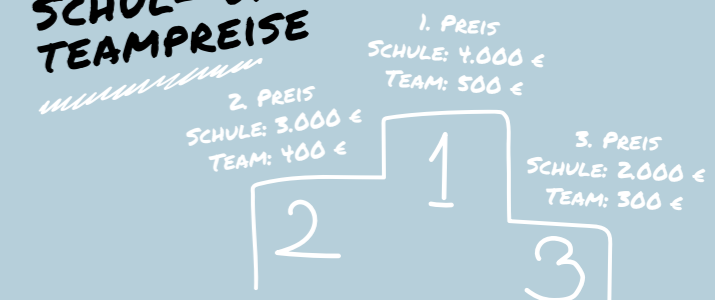 TEAMPREISE
1. PREIS
SCHULE: 4.000 €
TEAM: 500 €
2. PREIS
SCHULE: 3.000 €
TEAM: 400 €
3. PREIS
SCHULE: 2.000 €
TEAM: 300 €
1
2
3